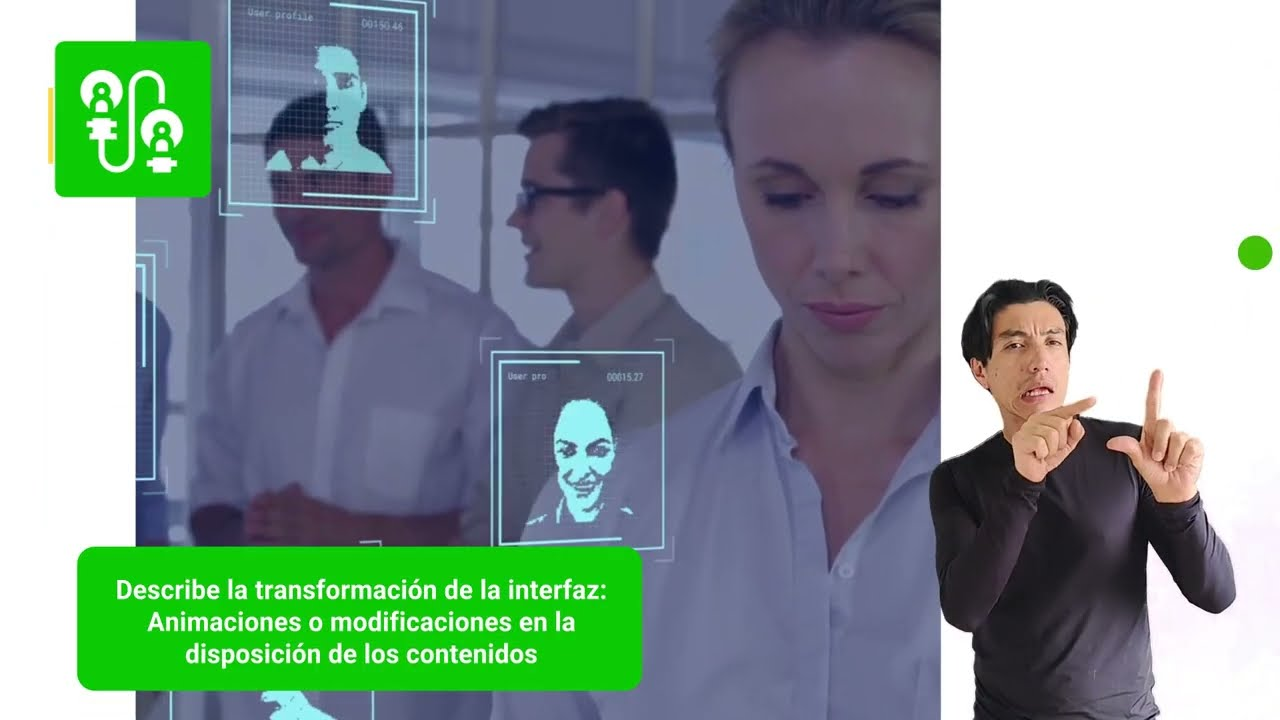 User profile
00150.46
User pro
00015.27
Describe la transformación de la interfaz:
Animaciones o modificaciones en la
disposición de los contenidos